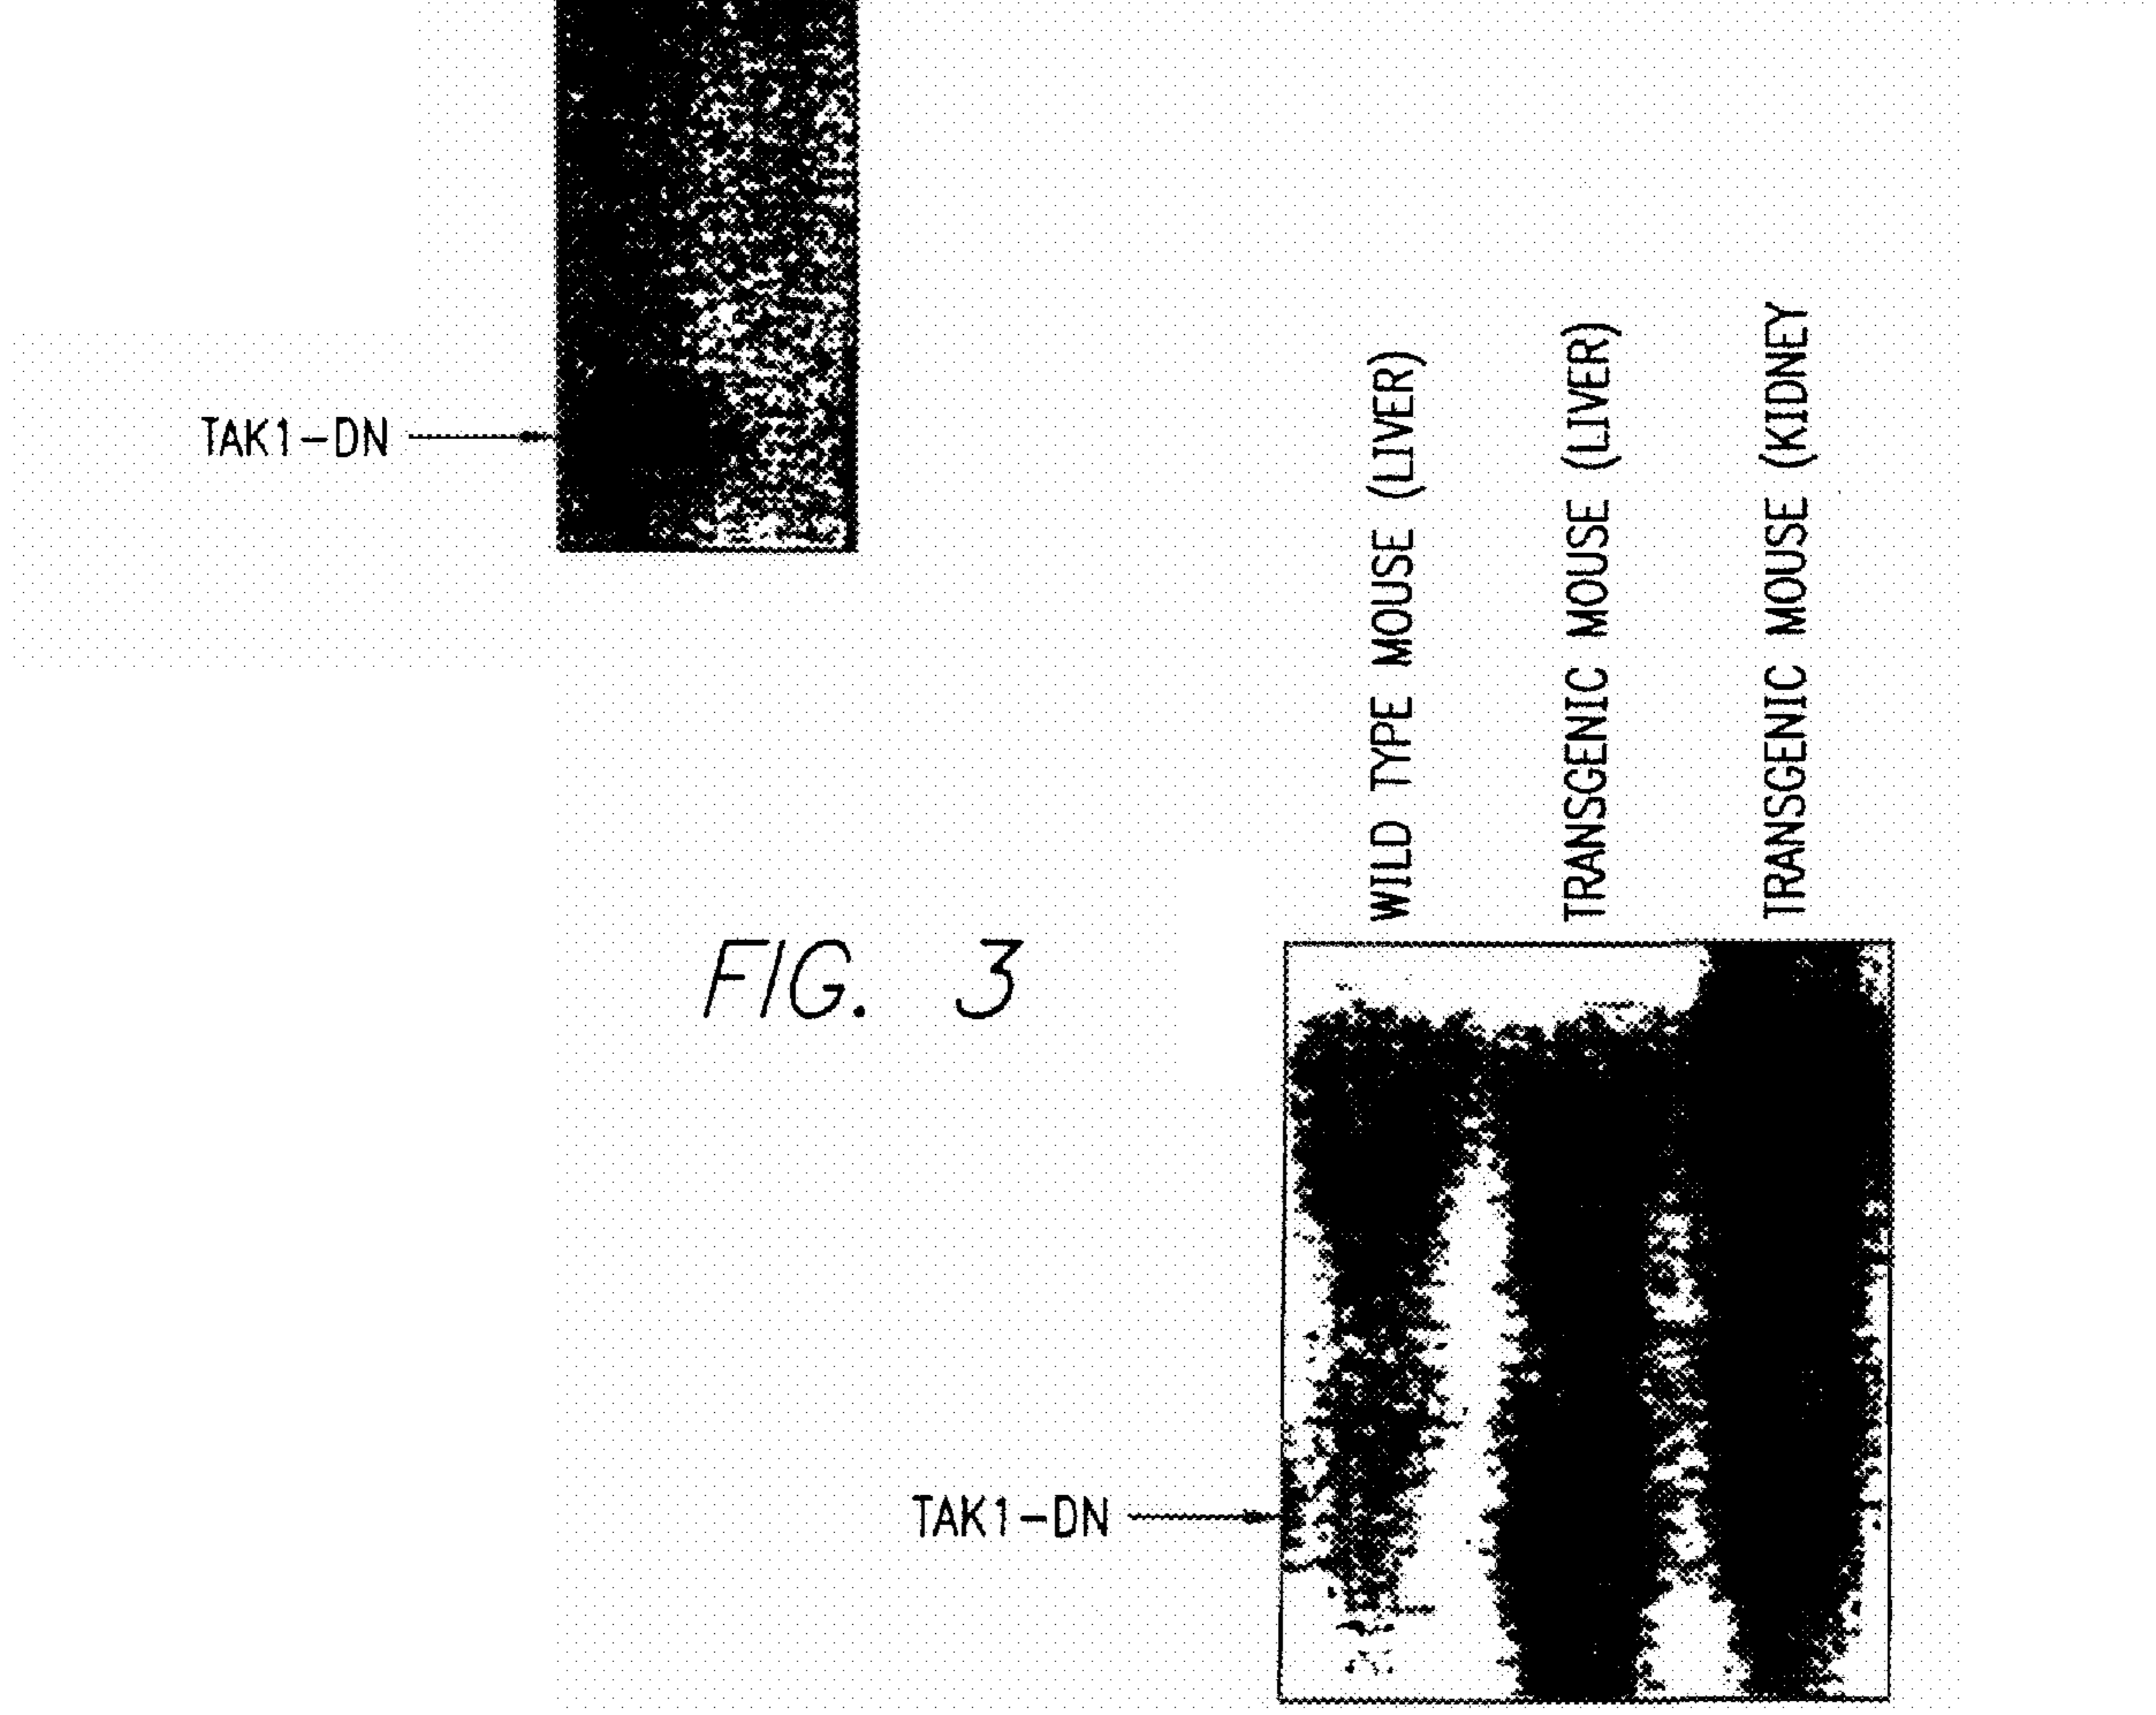 TAK1-DN
WILD TYPE MOUSE (LIVER)
TRANSGENIC MOUSE (LIVER)
TRANSGENIC MOUSE (KIDNEY
FIG. 3
TAK1-DN